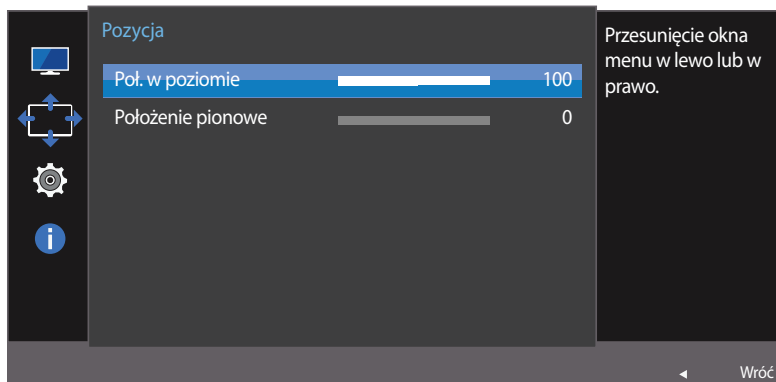 Pozycja
Poł. w poziomie 100
Położenie pionowe 0
Przesunięcie okna
menu w lewo lub w
prawo.
Wróć